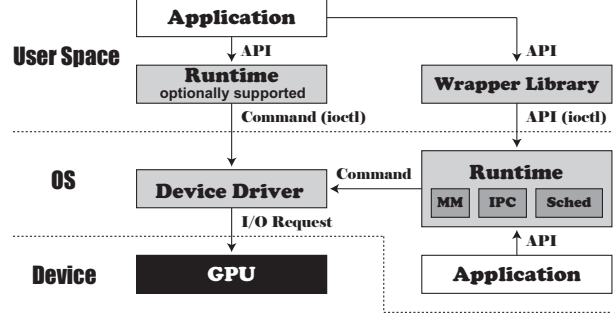 Application
API
API
User Space
Runtime
optionally supported
Wrapper Library
Command (ioctl)
API (ioctl)
OS
Command
Runtime
MM
IPC
Sched
Device Driver
I/O Request
API
Device
GPU
Application